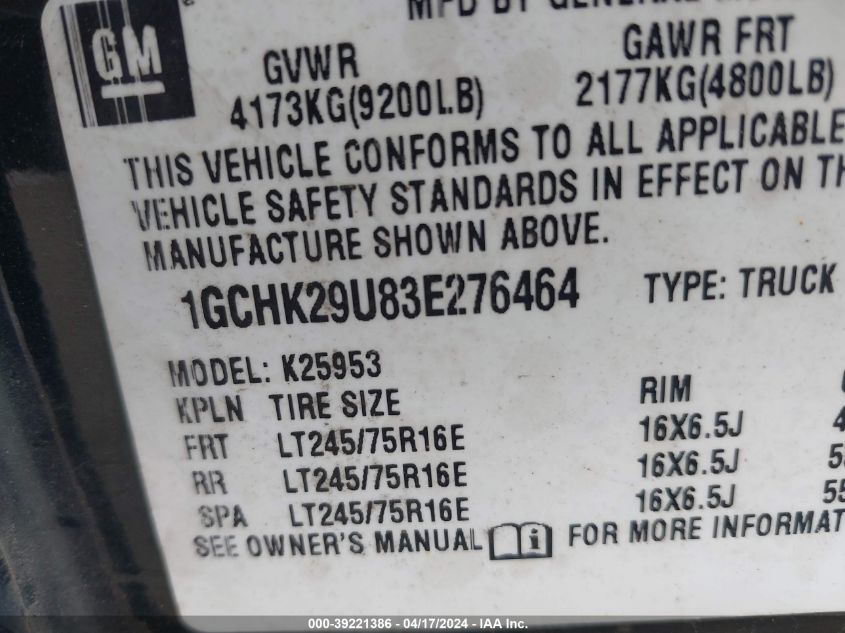 GM
MFD BY GENERAL
GVWR GAWR FRT
4173KG(9200LB) 2177KG(4800LB)
THIS VEHICLE CONFORMS TO ALL APPLICABLE
VEHICLE SAFETY STANDARDS IN EFFECT ON
MANUFACTURE SHOWN ABOVE.
1GCHK29U83E276464 TYPE: TRUCK
MODEL: K25953
KPLN TIRE SIZE RIM
FRT LT245/75R16E 16X6.5J
RR LT245/75R16E 16X6.5J
SPA LT245/75R16E 16X6.5J
SEE OWNER'S MANUAL i FOR MORE
000-39221386 - 04/17/2024 - IAA Inc.